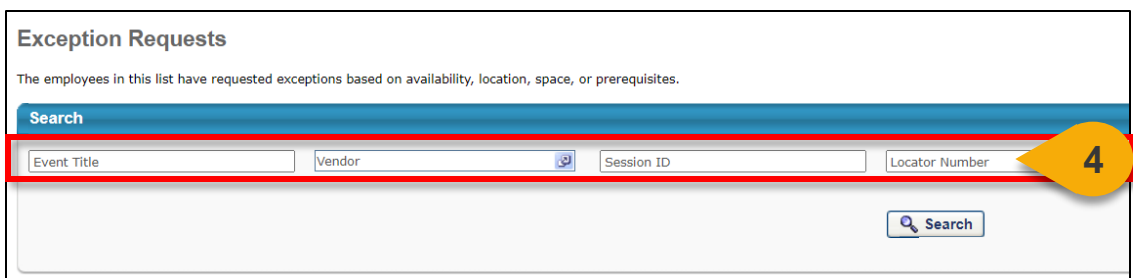 Exception Requests
The employees in this list have requested exceptions based on availability, location, space, or prerequisites.
Search
Event Title Vendor Session ID Locator Number 4
Search